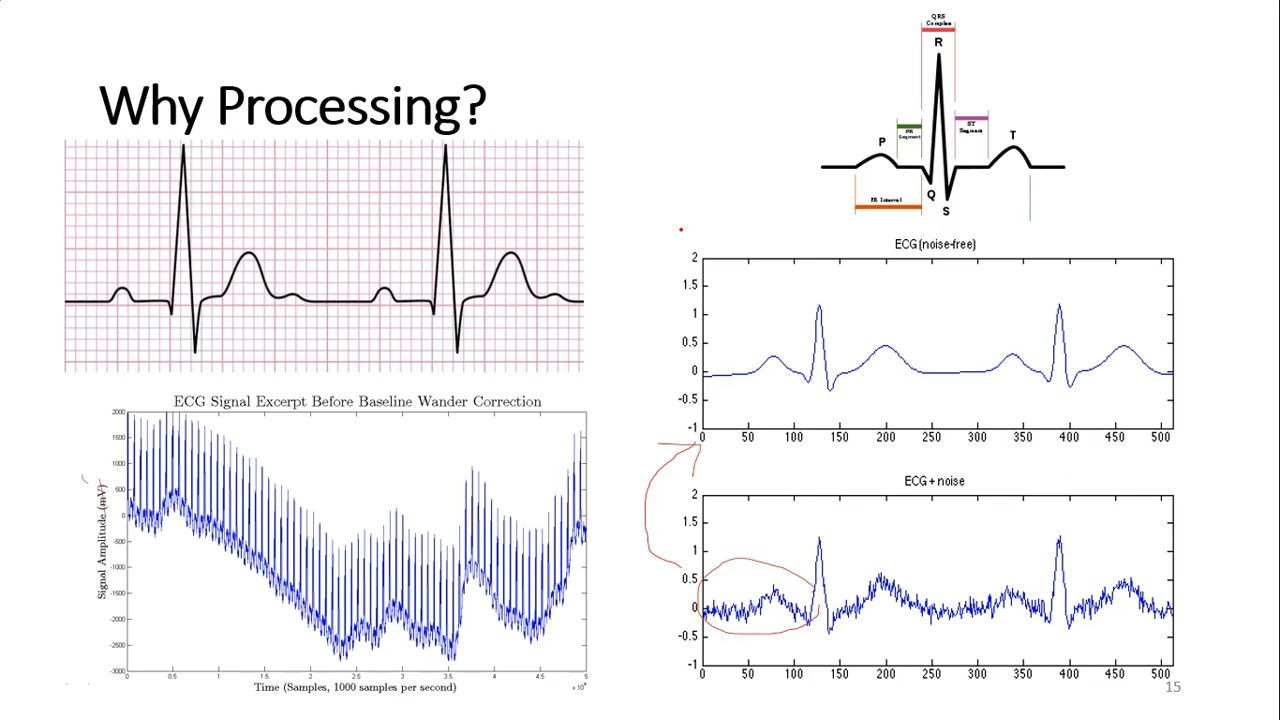 Why Processing?
QRS
Complex
R
PR
Segment
ST
Segment
P
T
Q
S
PR Interval
ECG (noise-free)
2
1.5
1
0.5
0
-0.5
-1
0 50 100 150 200 250 300 350 400 450 500
ECG Signal Excerpt Before Baseline Wander Correction
Signal Amplitude (mV)
2000
1500
1000
500
0
-500
-1000
-1500
-2000
-2500
-3000
0 0.5 1 1.5 2 2.5 3 3.5 4 4.5 5
Time (Samples, 1000 samples per second)
ECG + noise
2
1.5
1
0.5
0
-0.5
-1
0 50 100 150 200 250 300 350 400 450 500
15